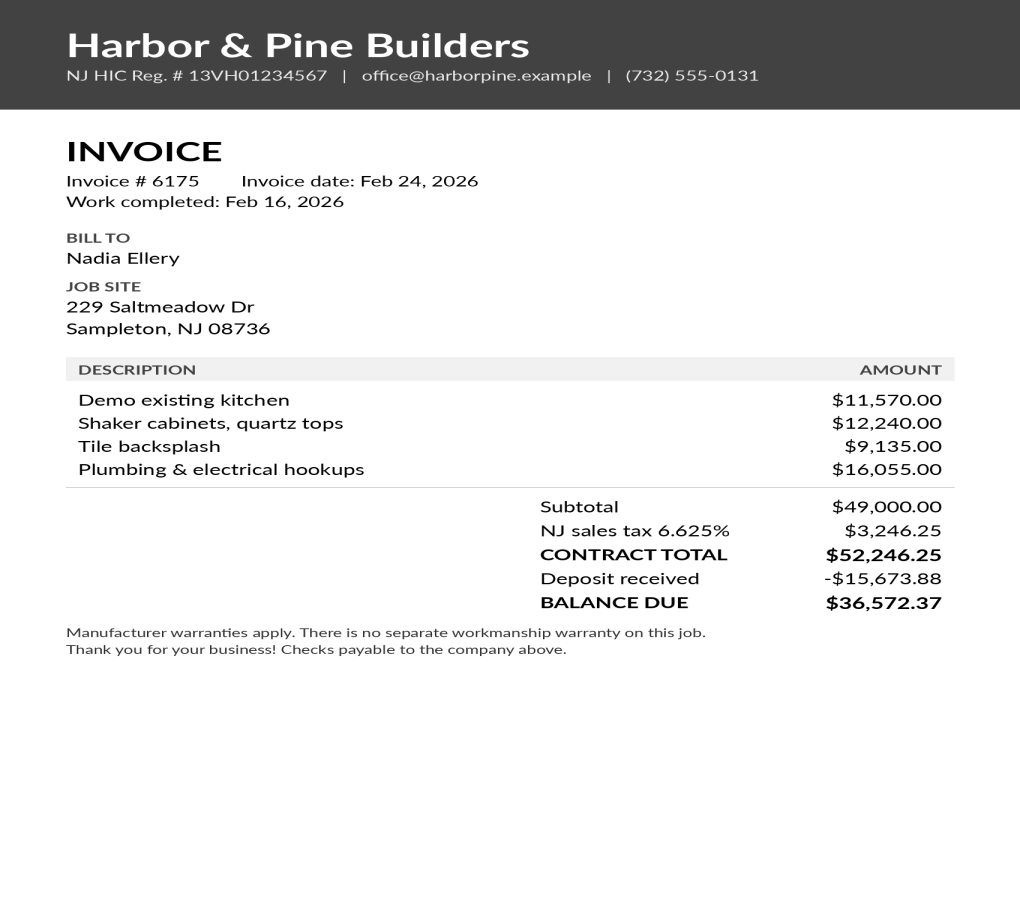 Harbor & Pine Builders
NJ HIC Reg. # 13VH01234567 | office@harborpine.example | (732) 555-0131
INVOICE
Invoice # 6175 Invoice date: Feb 24, 2026
Work completed: Feb 16, 2026
BILL TO
Nadia Ellery
JOB SITE
229 Saltmeadow Dr
Sampleton, NJ 08736
DESCRIPTION AMOUNT
Demo existing kitchen $11,570.00
Shaker cabinets, quartz tops $12,240.00
Tile backsplash $9,135.00
Plumbing & electrical hookups $16,055.00
Subtotal $49,000.00
NJ sales tax 6.625% $3,246.25
CONTRACT TOTAL $52,246.25
Deposit received -$15,673.88
BALANCE DUE $36,572.37
Manufacturer warranties apply. There is no separate workmanship warranty on this job.
Thank you for your business! Checks payable to the company above.